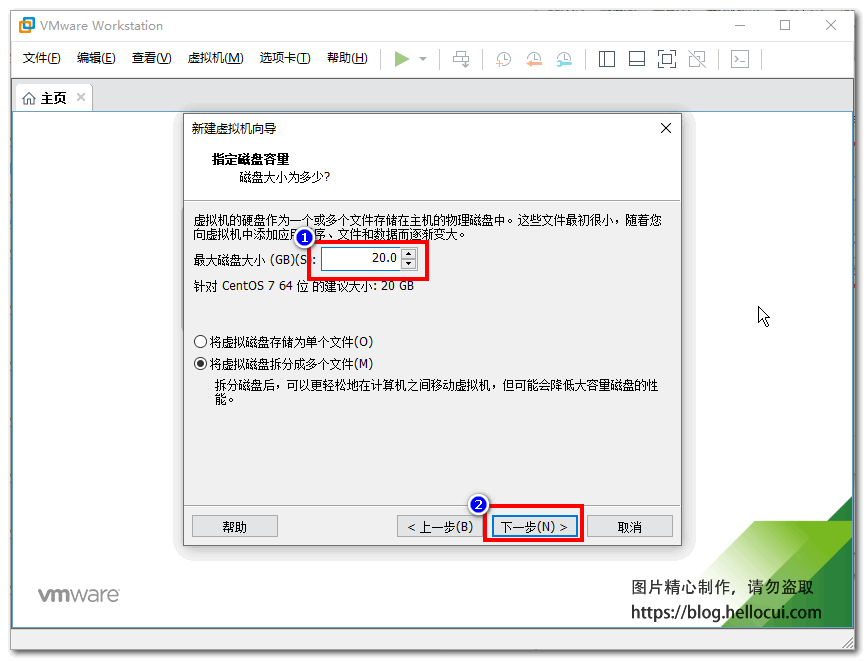 VMware Workstation
文件(F) 编辑(E) 查看(V) 虚拟机(M) 选项卡(T) 帮助(H)
主页
新建虚拟机向导
指定磁盘容量
磁盘大小为多少?
虚拟机的硬盘作为一个或多个文件存储在主机的物理磁盘中。这些文件最初很小，随着您
向虚拟机中添加应用程序、文件和数据而逐渐变大。
1
最大磁盘大小 (GB)(S): 20.0
针对 CentOS 7 64 位 的建议大小: 20 GB
将虚拟磁盘存储为单个文件(O)
将虚拟磁盘拆分成多个文件(M)
拆分磁盘后，可以更轻松地在计算机之间移动虚拟机，但可能会降低大容量磁盘的性
能。
2
帮助 < 上一步(B) 下一步(N) > 取消
vmware
图片精心制作，请勿盗取
https://blog.hellocui.com